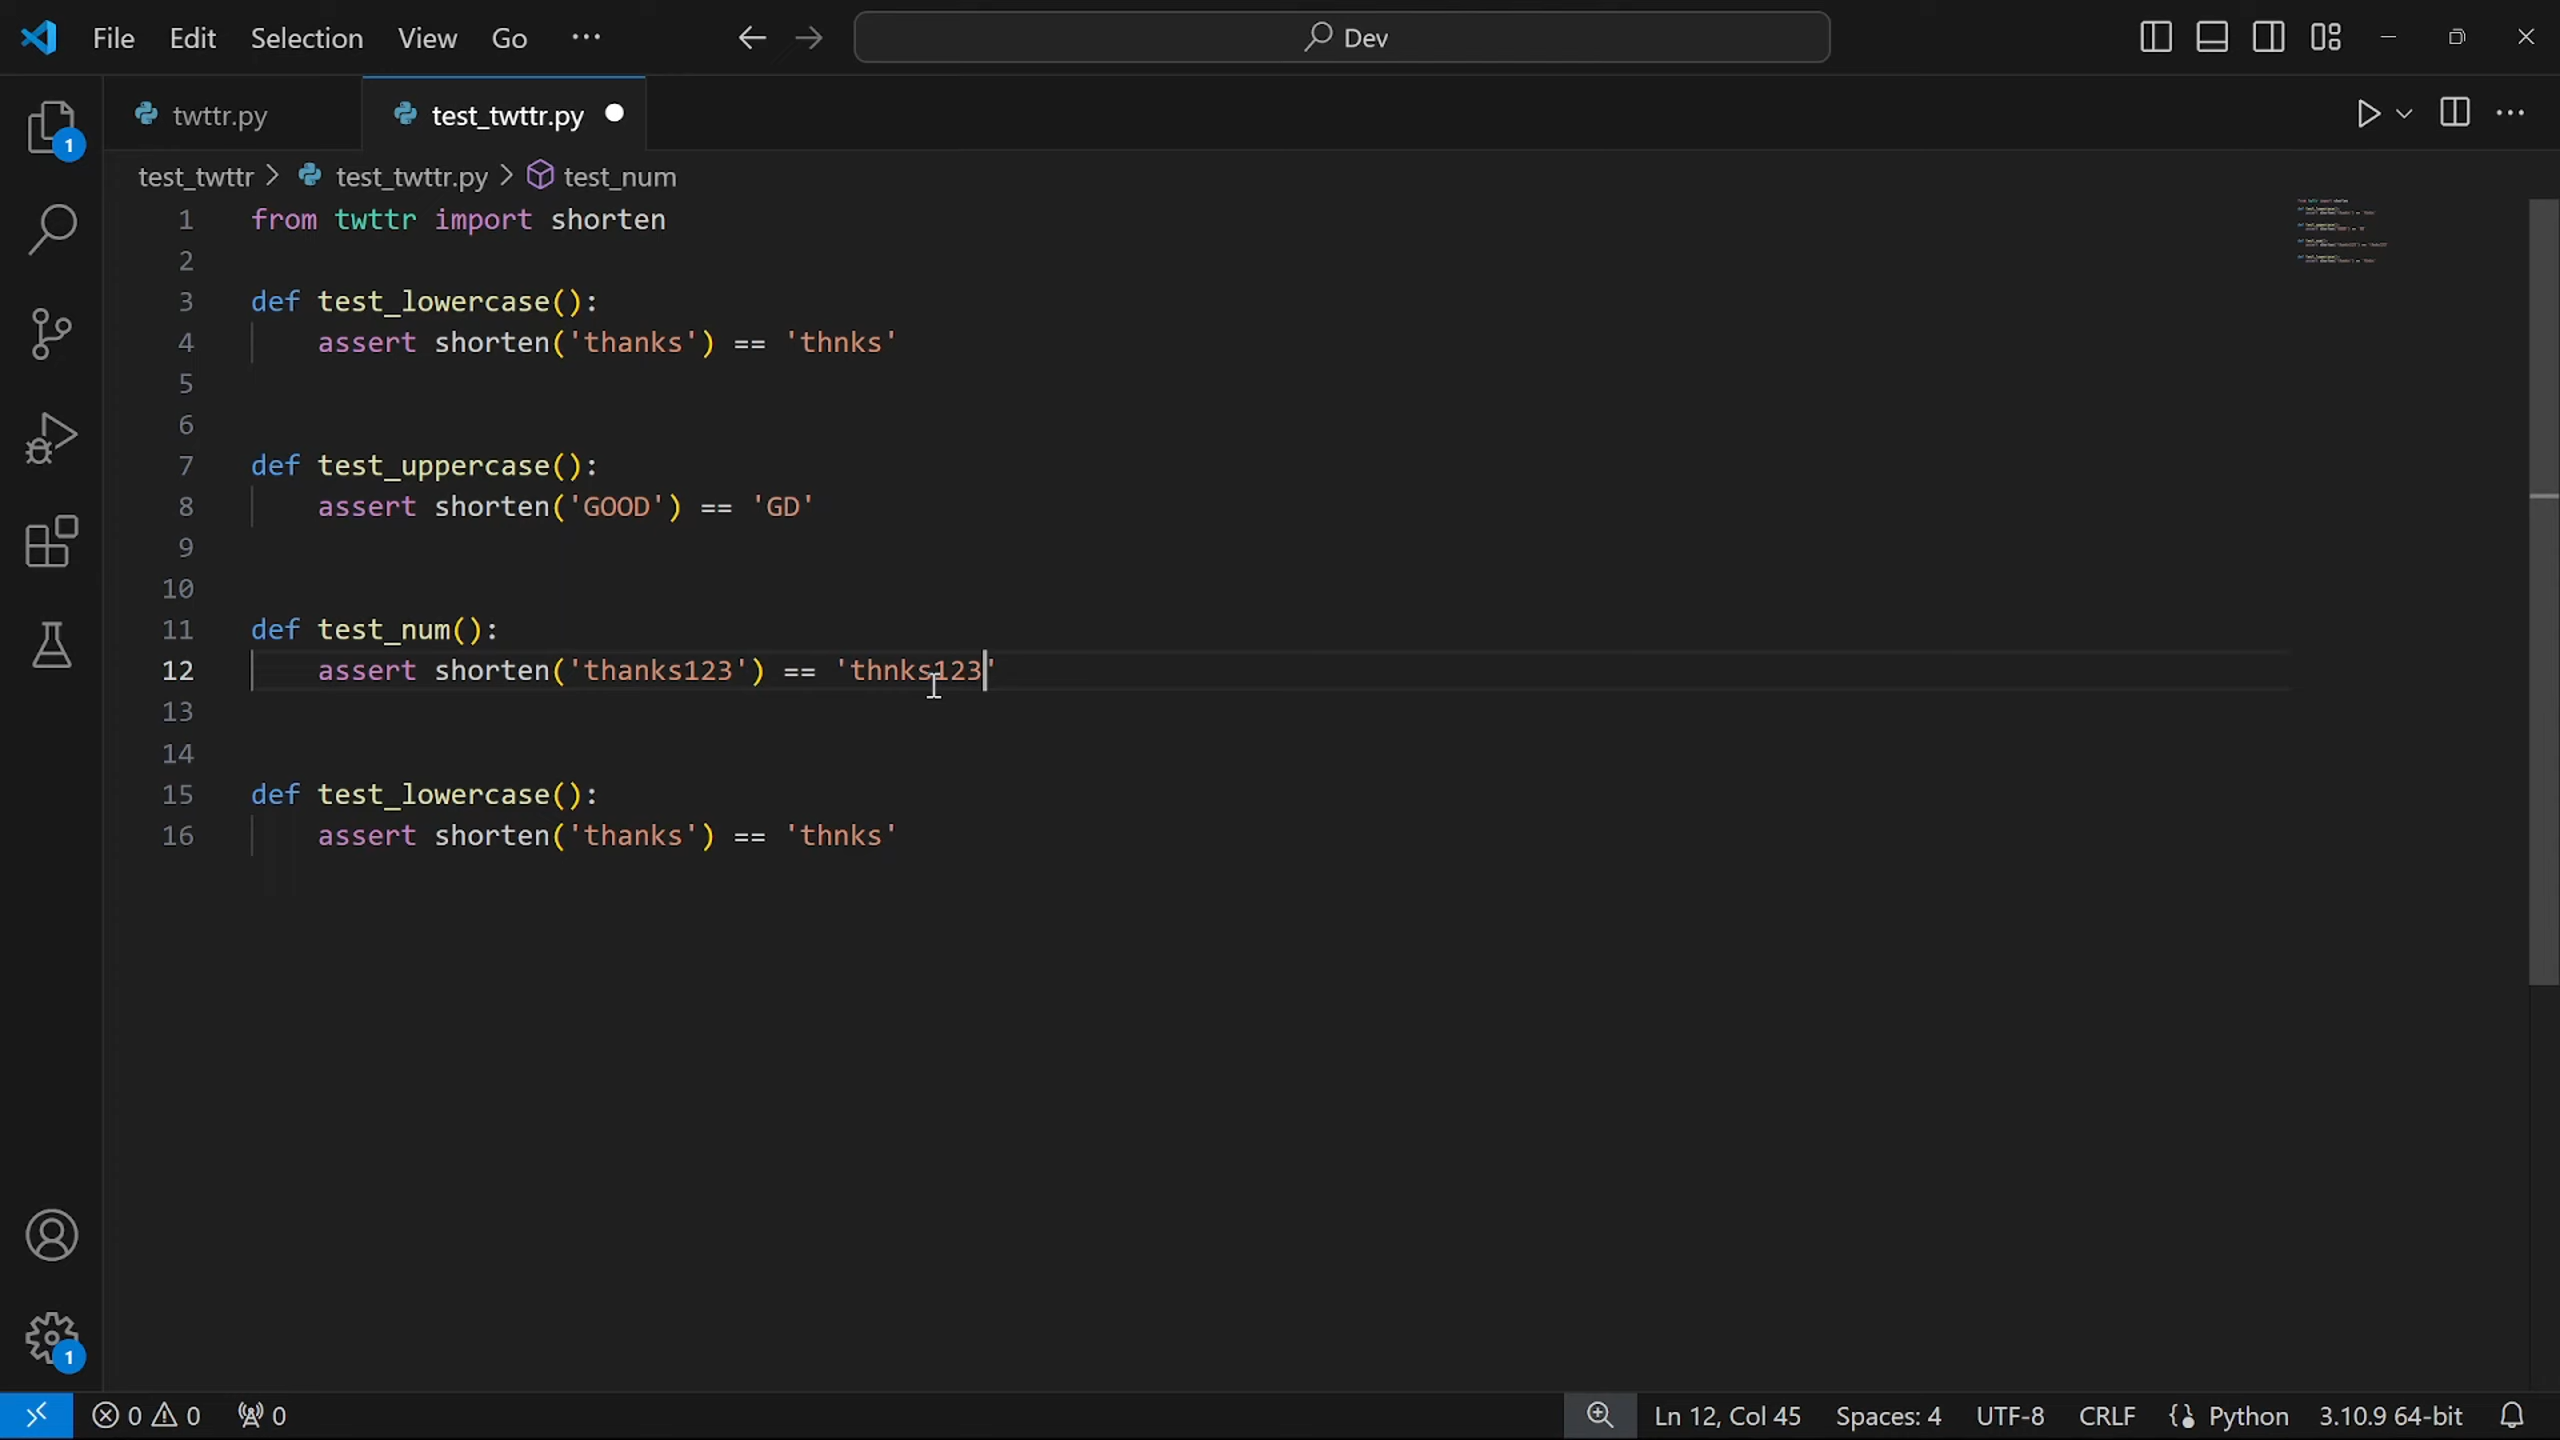 File Edit Selection View Go ··· Dev
twttr.py test_twttr.py
test_twttr > test_twttr.py > test_num
1 from twttr import shorten
2
3 def test_lowercase():
4 assert shorten('thanks') == 'thnks'
5
6
7 def test_uppercase():
8 assert shorten('GOOD') == 'GD'
9
10
11 def test_num():
12 assert shorten('thanks123') == 'thnks123'
13
14
15 def test_lowercase():
16 assert shorten('thanks') == 'thnks'
1
1
0 0 0 Ln 12, Col 45 Spaces: 4 UTF-8 CRLF Python 3.10.9 64-bit